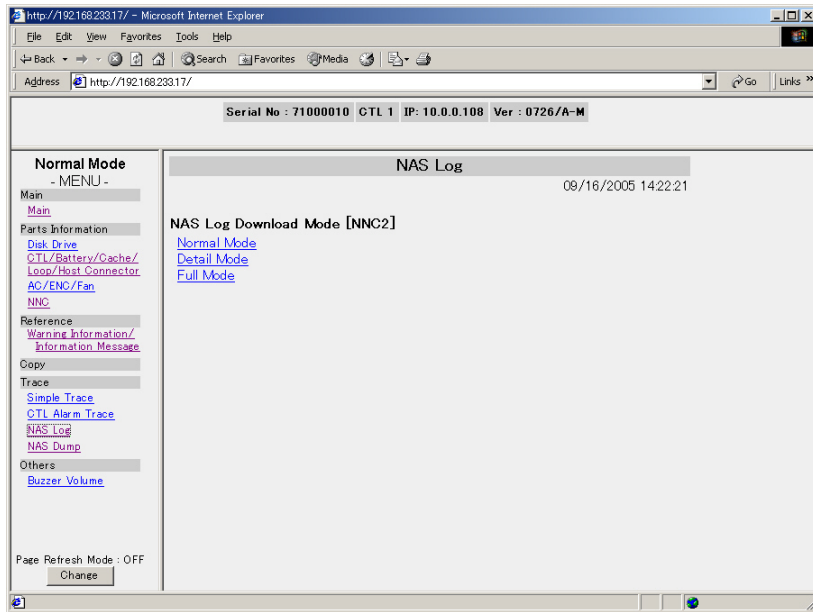 http://192.168.233.17/ - Microsoft Internet Explorer
File Edit View Favorites Tools Help
Back Search Favorites Media
Address http://192.168.233.17/ Go Links »
Serial No : 71000010 CTL 1 IP: 10.0.0.108 Ver : 0726/A-M
Normal Mode
- MENU -
Main
Main
Parts Information
Disk Drive
CTL/Battery/Cache/
Loop/Host Connector
AC/ENC/Fan
NNC
Reference
Warning Information/
Information Message
Copy
Trace
Simple Trace
CTL Alarm Trace
NAS Log
NAS Dump
Others
Buzzer Volume
Page Refresh Mode : OFF
Change
NAS Log
09/16/2005 14:22:21
NAS Log Download Mode [NNC2]
Normal Mode
Detail Mode
Full Mode